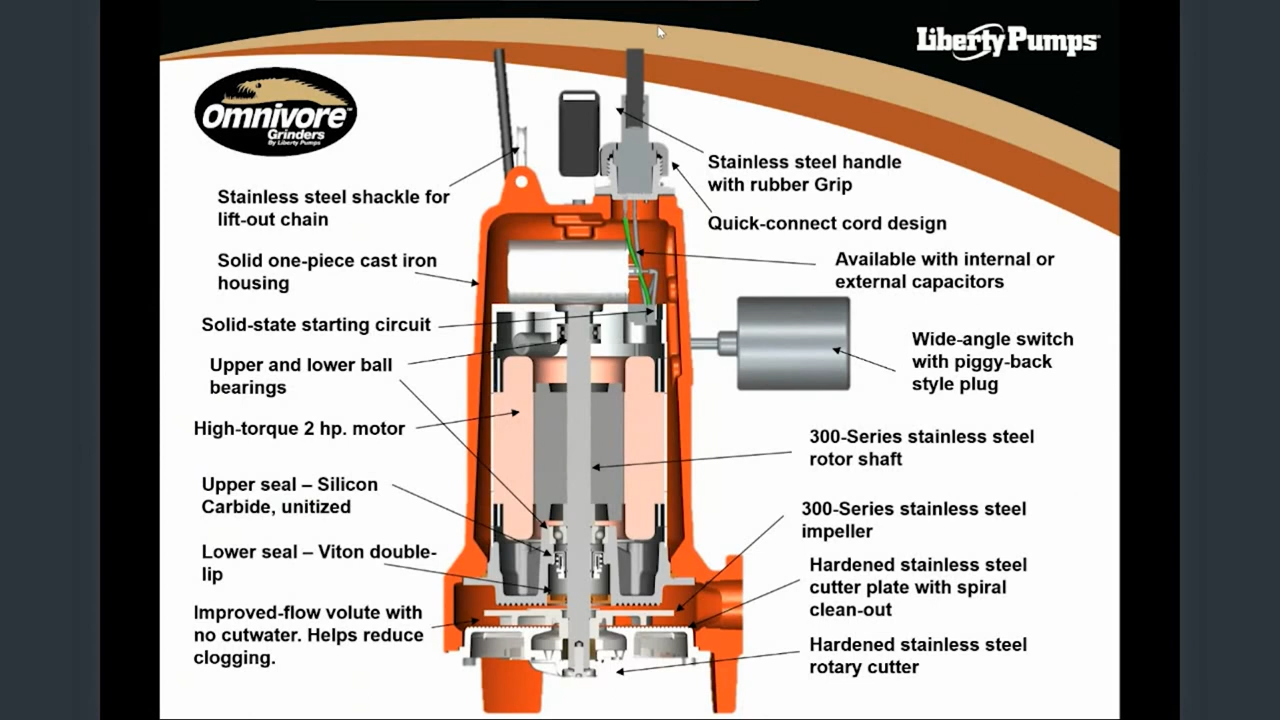 LibertyPumps
Omnivore™
Grinders
By Liberty Pumps
Stainless steel shackle for
lift-out chain
Solid one-piece cast iron
housing
Solid-state starting circuit
Upper and lower ball
bearings
High-torque 2 hp. motor
Upper seal – Silicon
Carbide, unitized
Lower seal – Viton double-
lip
Improved-flow volute with
no cutwater. Helps reduce
clogging.
Stainless steel handle
with rubber Grip
Quick-connect cord design
Available with internal or
external capacitors
Wide-angle switch
with piggy-back
style plug
300-Series stainless steel
rotor shaft
300-Series stainless steel
impeller
Hardened stainless steel
cutter plate with spiral
clean-out
Hardened stainless steel
rotary cutter